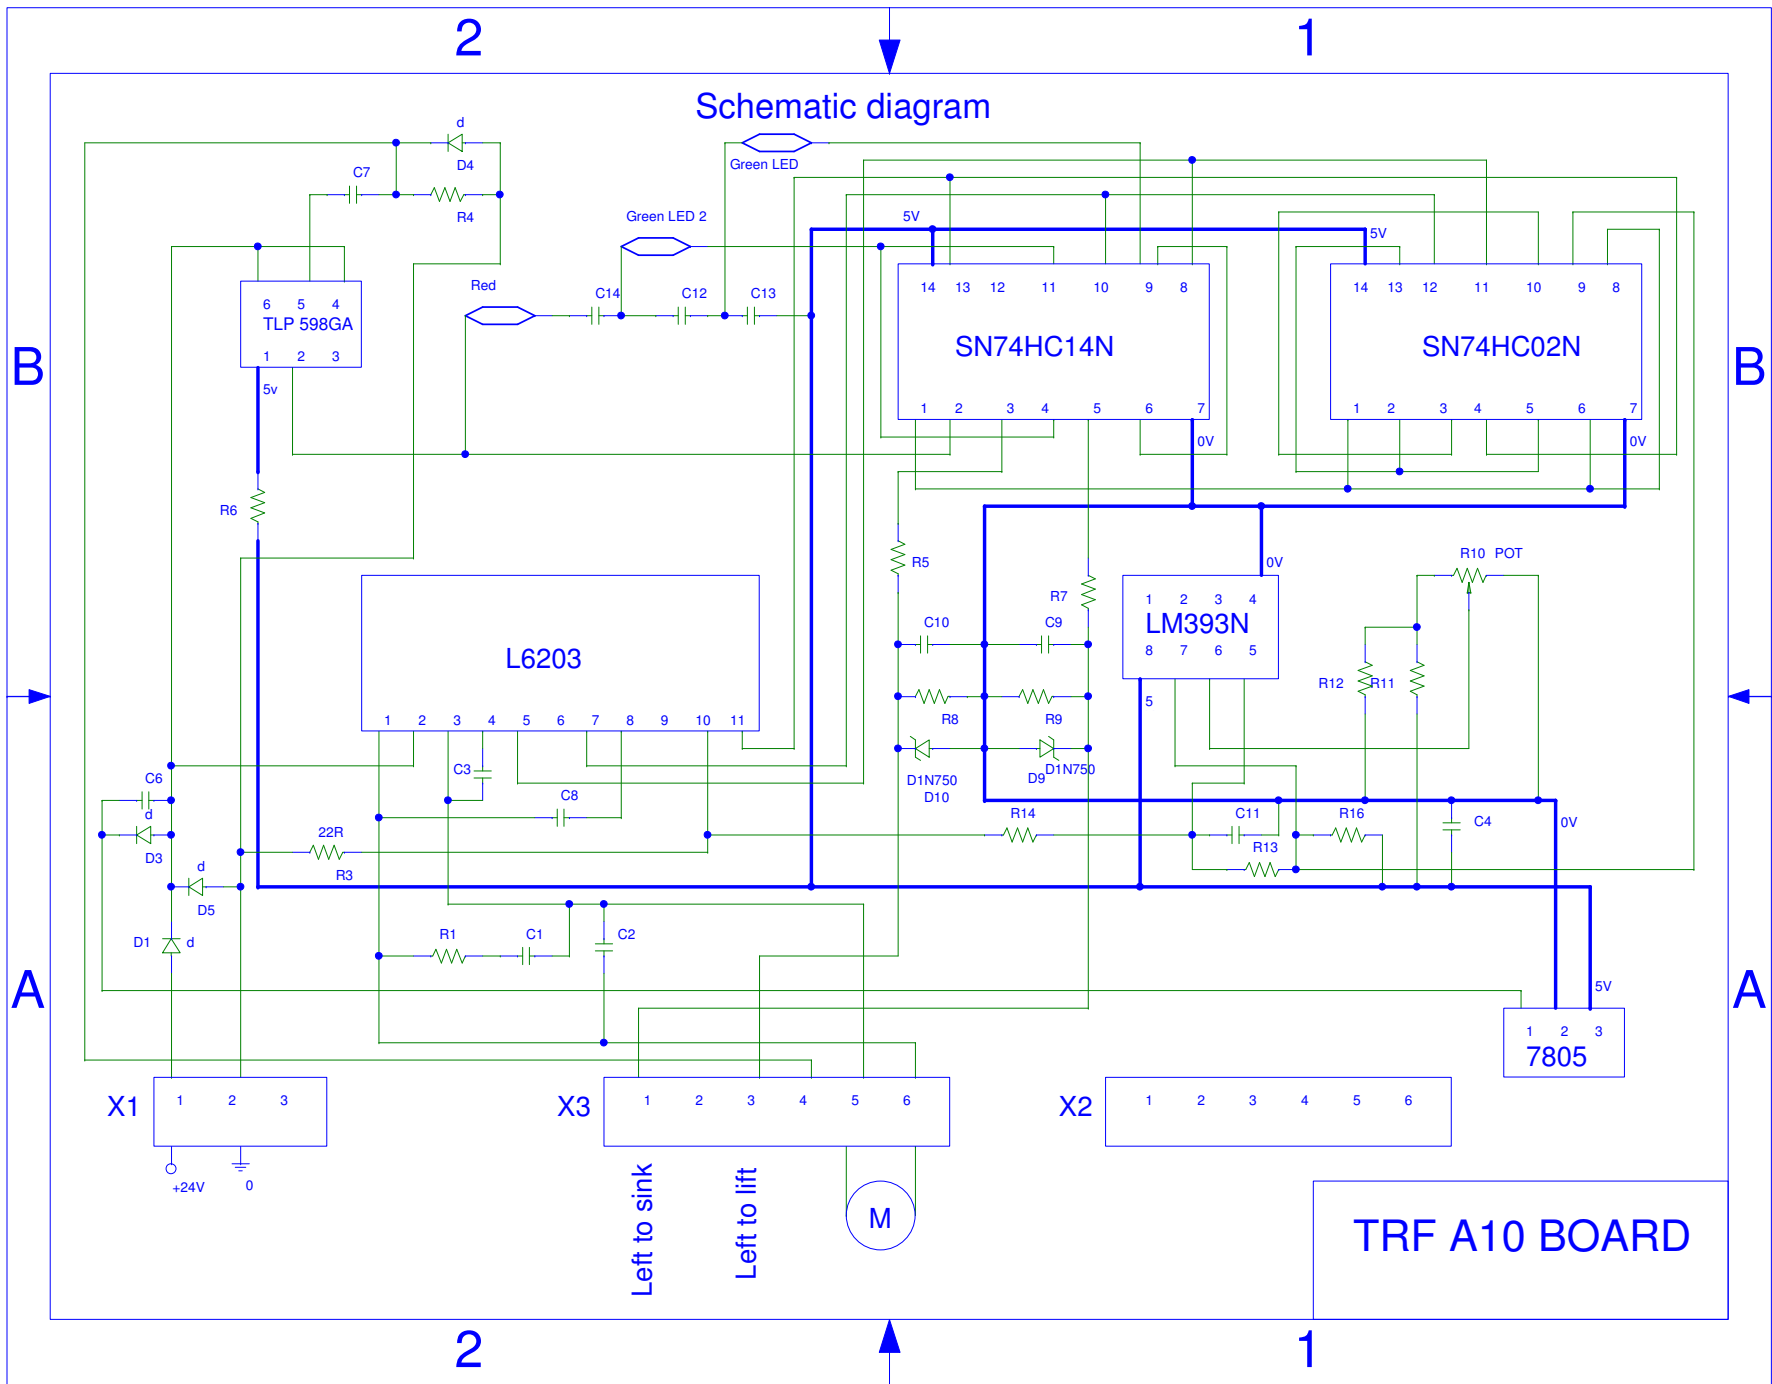 2 1
Schematic diagram
d
D4
Green LED
C7
R4
Green LED 2
5V
5V
Red
C14 C12 C13
6 5 4
TLP 598GA
1 2 3
5v
14 13 12 11 10 9 8
SN74HC14N
1 2 3 4 5 6 7
0V
14 13 12 11 10 9 8
SN74HC02N
1 2 3 4 5 6 7
0V
B B
R6
R5
R7
0V
R10 POT
1 2 3 4
LM393N
8 7 6 5
5
C10 C9
L6203
1 2 3 4 5 6 7 8 9 10 11
R12 R11
R8 R9
D1N750
D10
D1N750
D9
C3
C6
C8
d
D3
22R
R3
R14 C11 R16 C4
R13
0V
d
D5
D1 d
R1 C1 C2
A A
5V
1 2 3
7805
X1 1 2 3
X3 1 2 3 4 5 6
X2 1 2 3 4 5 6
+24V 0
Left to sink
Left to lift
M
TRF A10 BOARD
2 1